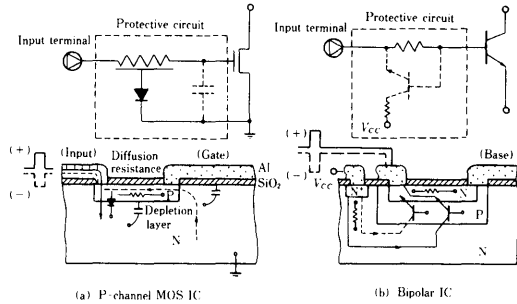 Protective circuit
Input terminal
(+)
(Input)
Diffusion
resistance
(Gate)
Al
SiO₂
(-)
P
Depletion
layer
N
(a) P-channel MOS IC
Protective circuit
Input terminal
Vcc
(+)
(-)
Vcc
(Base)
N
N
P
N
(b) Bipolar IC